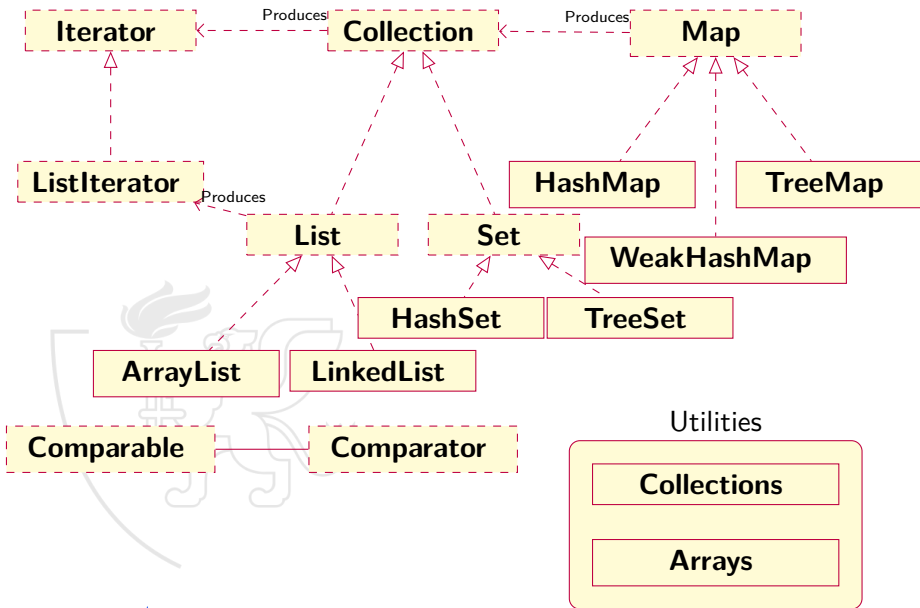 Iterator
Produces
Collection
Produces
Map
ListIterator
Produces
HashMap
TreeMap
List
Set
WeakHashMap
HashSet
TreeSet
ArrayList
LinkedList
Comparable
Comparator
Utilities
Collections
Arrays